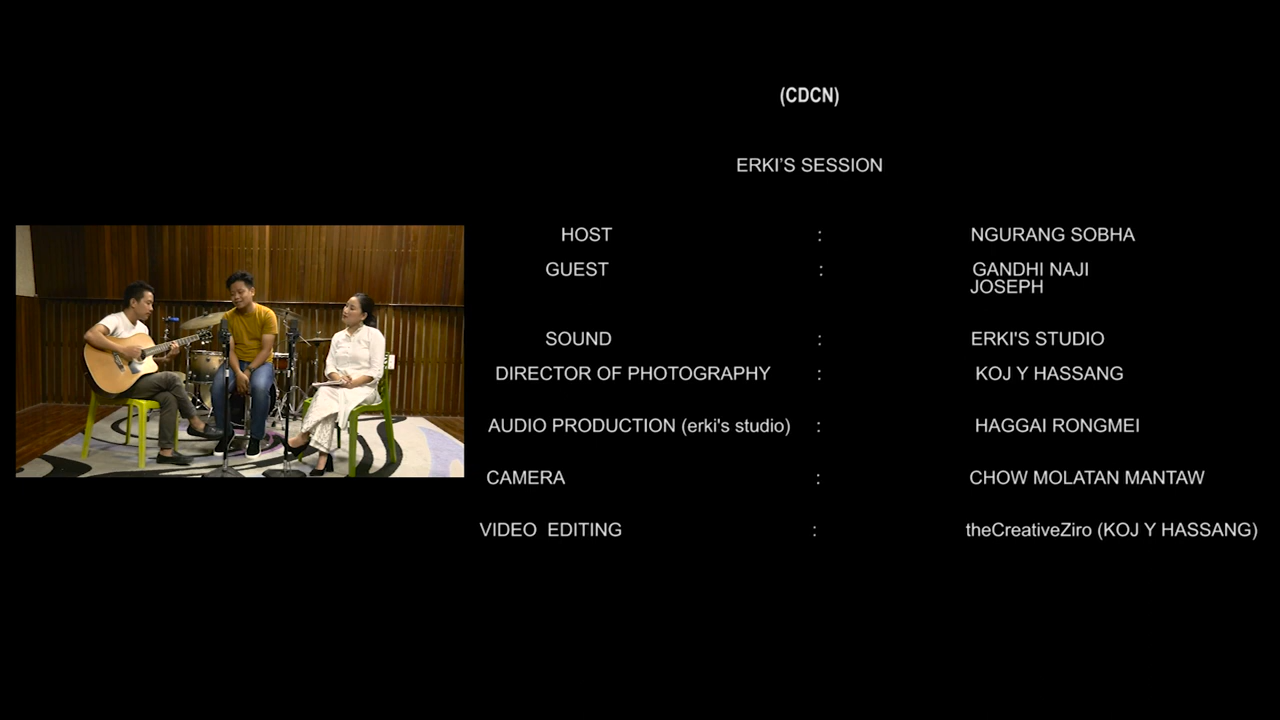 (CDCN)
ERKI'S SESSION
HOST : NGURANG SOBHA
GUEST : GANDHI NAJI
JOSEPH
SOUND : ERKI'S STUDIO
DIRECTOR OF PHOTOGRAPHY : KOJ Y HASSANG
AUDIO PRODUCTION (erki's studio) : HAGGAI RONGMEI
CAMERA : CHOW MOLATAN MANTAW
VIDEO EDITING : theCreativeZiro (KOJ Y HASSANG)